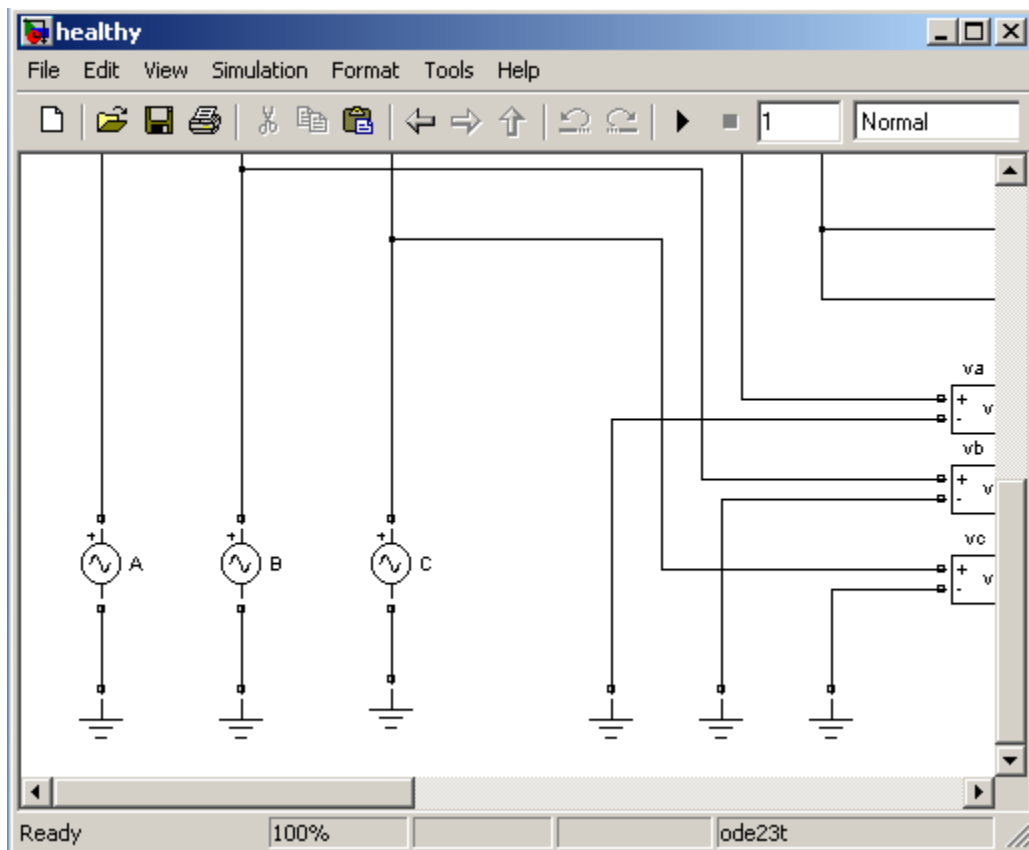 healthy
File Edit View Simulation Format Tools Help
1 Normal
va
+ v
-
vb
+ v
-
vc
+ v
-
+ A + B + C
Ready 100% ode23t